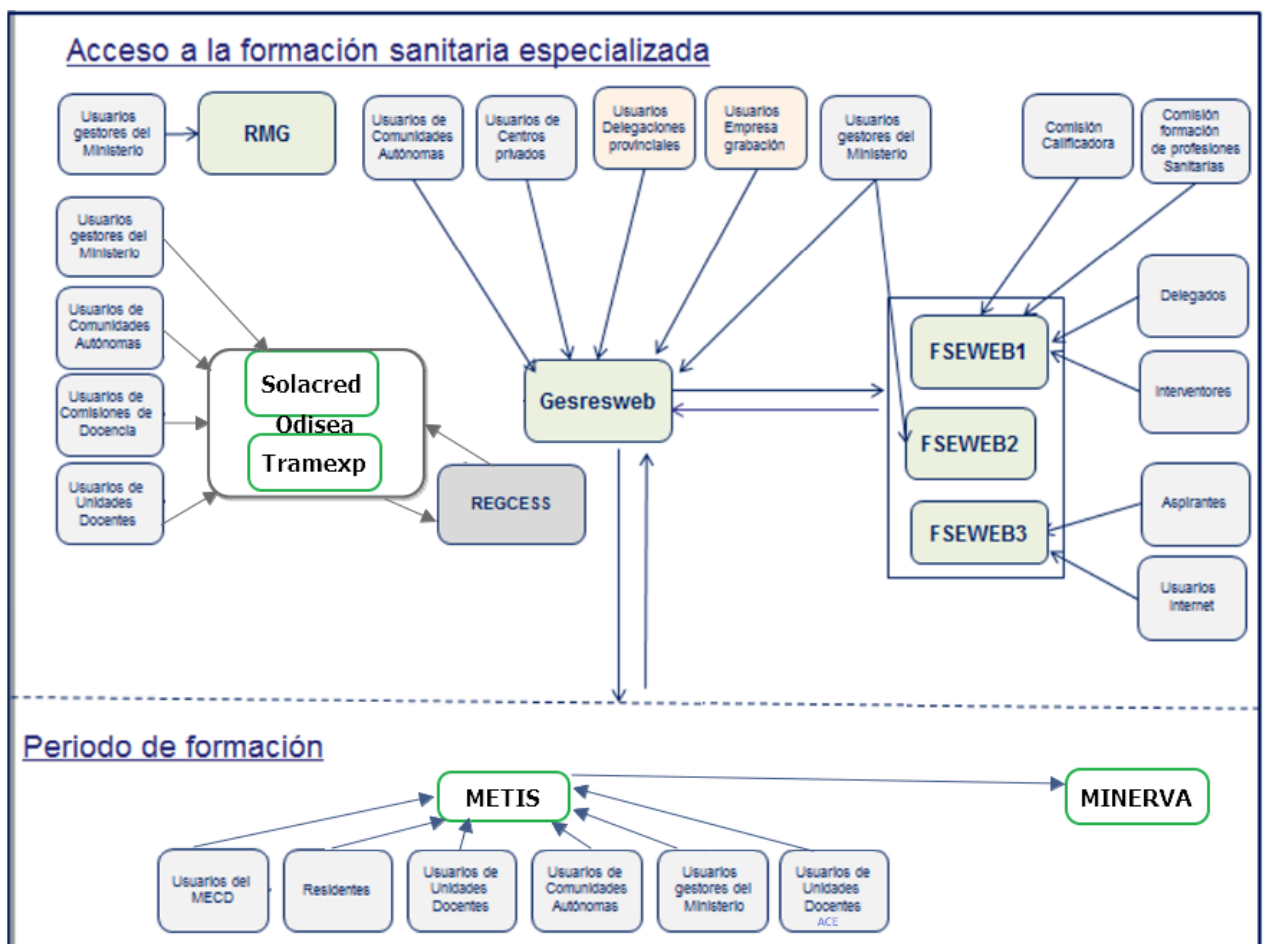 Acceso a la formación sanitaria especializada
Usuarios
gestores del
Ministerio
RMG
Usuarios de
Comunidades
Autónomas
Usuarios de
Centros
privados
Usuarios
Delegaciones
provinciales
Usuarios
Empresa
grabación
Usuarios
gestores del
Ministerio
Comisión
Calificadora
Comisión
formación
de profesiones
Sanitarias
Usuarios
gestores del
Ministerio
Usuarios de
Comunidades
Autónomas
Usuarios de
Comisiones de
Docencia
Usuarios de
Unidades
Docentes
Solacred
Odisea
Tramexp
REGCESS
Gesresweb
FSEWEB1
FSEWEB2
FSEWEB3
Delegados
Interventores
Aspirantes
Usuarios
Internet
Periodo de formación
METIS
MINERVA
Usuarios del
MECD
Residentes
Usuarios de
Unidades
Docentes
Usuarios de
Comunidades
Autónomas
Usuarios
gestores del
Ministerio
Usuarios de
Unidades
Docentes
ACE